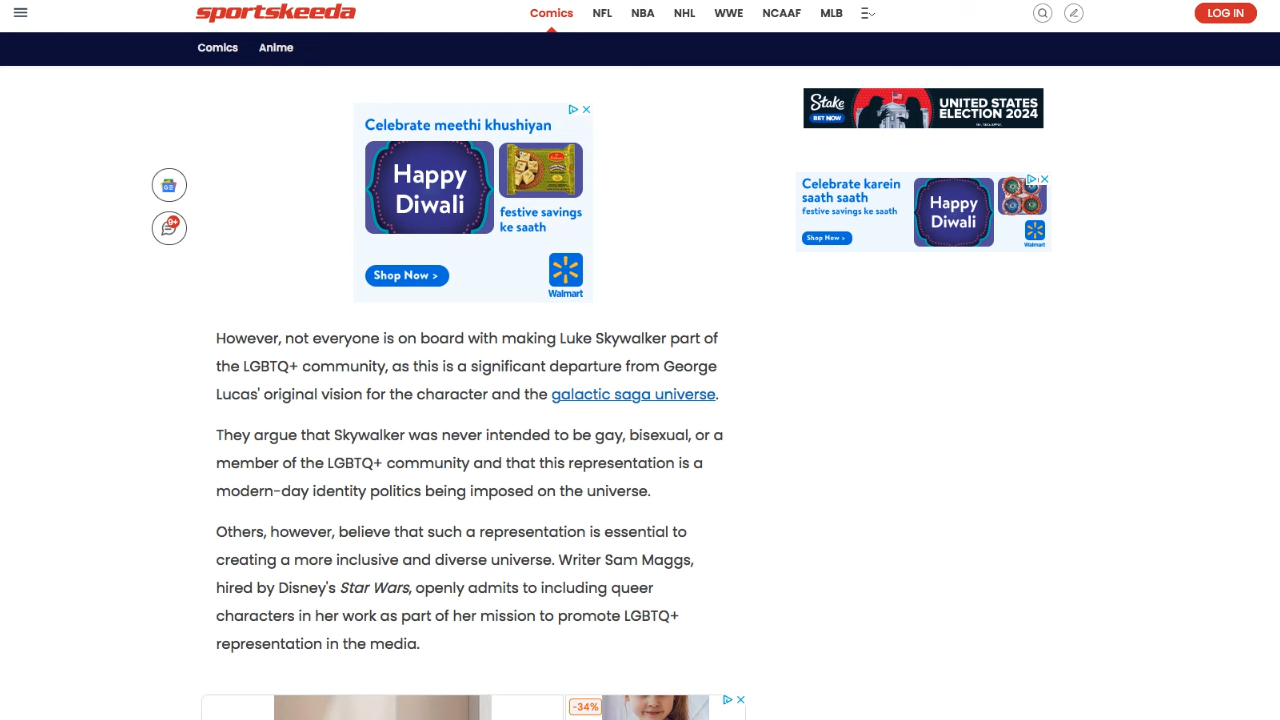 sportskeeda
Comics NFL NBA NHL WWE NCAAF MLB
LOG IN
Comics Anime
Celebrate meethi khushiyan
Happy
Diwali
festive savings
ke saath
Shop Now >
Walmart
Stake
BET NOW
UNITED STATES
ELECTION 2024
Celebrate karein
saath saath
festive savings ke saath
Shop Now >
Happy
Diwali
Walmart
9+
However, not everyone is on board with making Luke Skywalker part of
the LGBTQ+ community, as this is a significant departure from George
Lucas' original vision for the character and the galactic saga universe.
They argue that Skywalker was never intended to be gay, bisexual, or a
member of the LGBTQ+ community and that this representation is a
modern-day identity politics being imposed on the universe.
Others, however, believe that such a representation is essential to
creating a more inclusive and diverse universe. Writer Sam Maggs,
hired by Disney's Star Wars, openly admits to including queer
characters in her work as part of her mission to promote LGBTQ+
representation in the media.
-34%